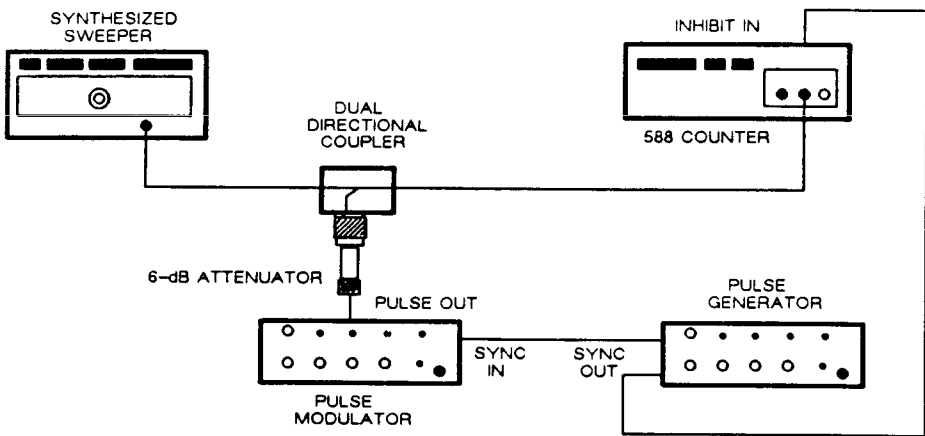 SYNTHESIZED
SWEEPER
INHIBIT IN
DUAL
DIRECTIONAL
COUPLER
588 COUNTER
6-dB ATTENUATOR
PULSE OUT
PULSE
GENERATOR
SYNC
IN
SYNC
OUT
PULSE
MODULATOR